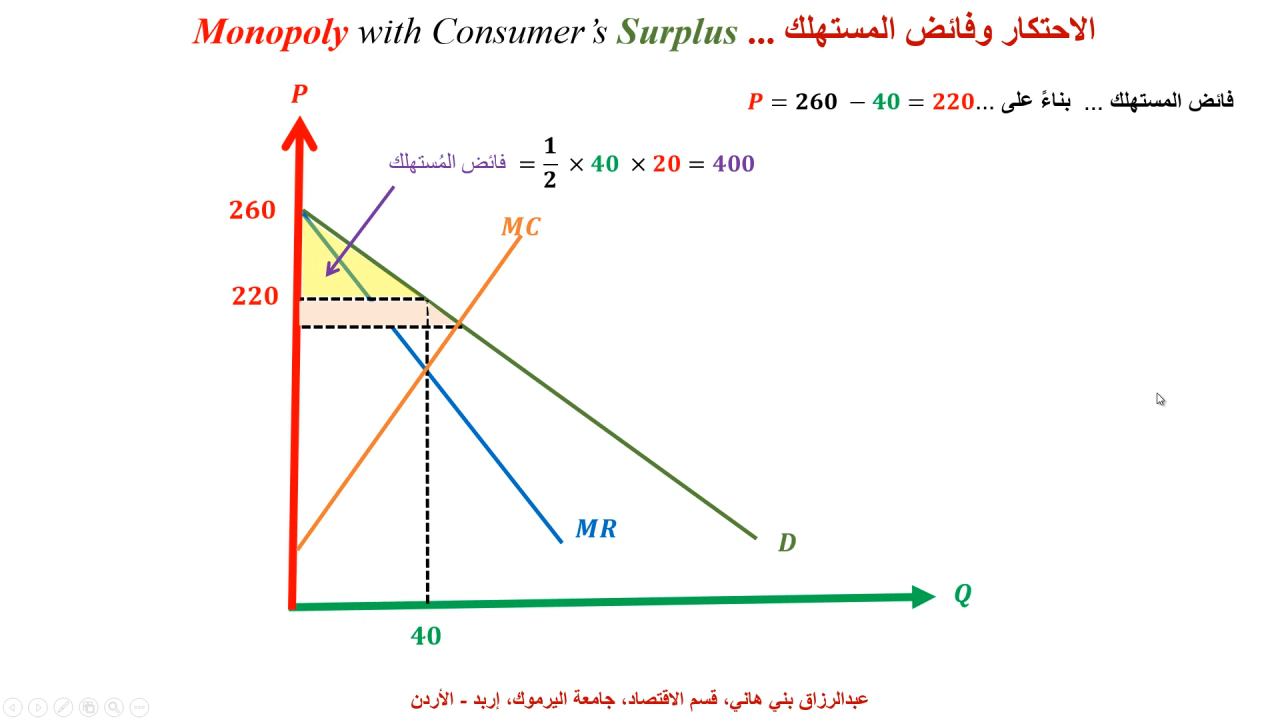 Monopoly with Consumer's Surplus ... الاحتكار وفائض المستهلك
فائض المستهلك ... بناءً على ...P = 260 − 40 = 220
P
فائض المُستهلك = 1/2 × 40 × 20 = 400
260
MC
220
MR
D
Q
40
عبدالرزاق بني هاني، قسم الاقتصاد، جامعة اليرموك، إربد - الأردن